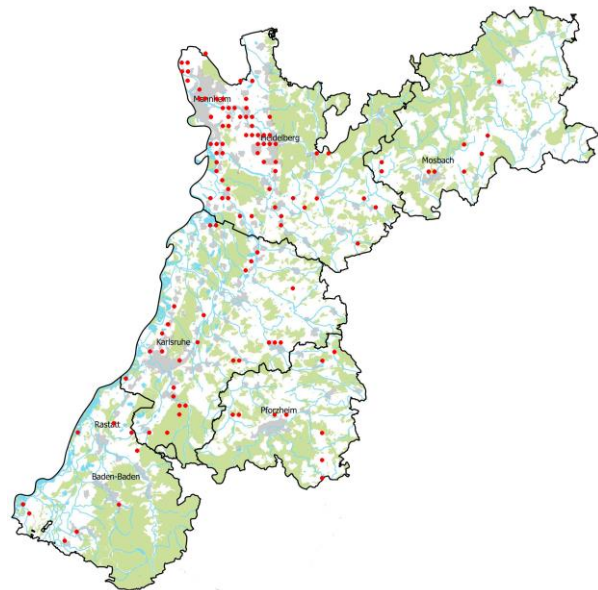 Mannheim
Heidelberg
Mosbach
Karlsruhe
Pforzheim
Rastatt
Baden-Baden